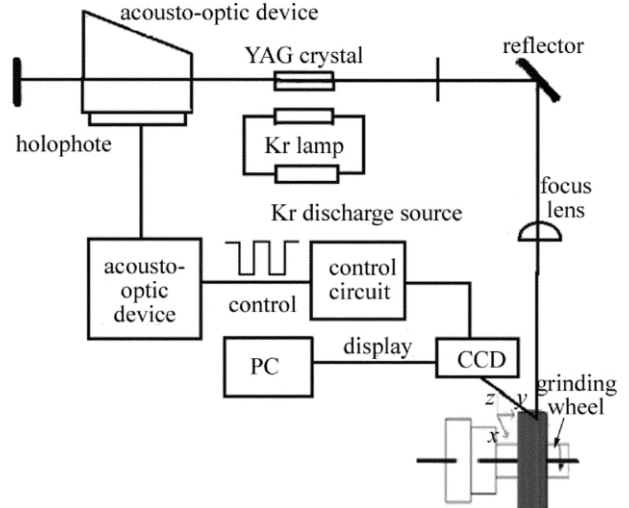 acousto-optic device
YAG crystal
reflector
holophote
Kr lamp
focus
lens
Kr discharge source
acousto-
optic
device
control
control
circuit
PC
display
CCD
grinding
wheel
z
y
x